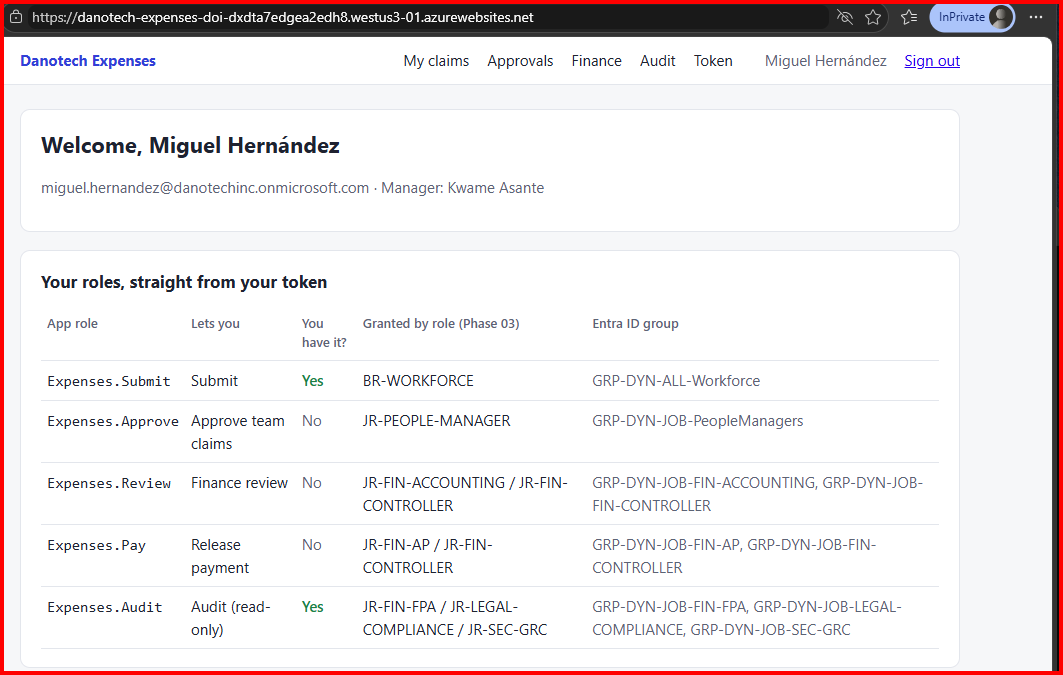 https://danotech-expenses-doi-dxdta7edgea2edh8.westus3-01.azurewebsites.net
InPrivate
Danotech Expenses My claims Approvals Finance Audit Token Miguel Hernández Sign out
Welcome, Miguel Hernández
miguel.hernandez@danotechinc.onmicrosoft.com · Manager: Kwame Asante
Your roles, straight from your token
App role Lets you You have it? Granted by role (Phase 03) Entra ID group
Expenses.Submit Submit Yes BR-WORKFORCE GRP-DYN-ALL-Workforce
Expenses.Approve Approve team claims No JR-PEOPLE-MANAGER GRP-DYN-JOB-PeopleManagers
Expenses.Review Finance review No JR-FIN-ACCOUNTING / JR-FIN-CONTROLLER GRP-DYN-JOB-FIN-ACCOUNTING, GRP-DYN-JOB-FIN-CONTROLLER
Expenses.Pay Release payment No JR-FIN-AP / JR-FIN-CONTROLLER GRP-DYN-JOB-FIN-AP, GRP-DYN-JOB-FIN-CONTROLLER
Expenses.Audit Audit (read-only) Yes JR-FIN-FPA / JR-LEGAL-COMPLIANCE / JR-SEC-GRC GRP-DYN-JOB-FIN-FPA, GRP-DYN-JOB-LEGAL-COMPLIANCE, GRP-DYN-JOB-SEC-GRC